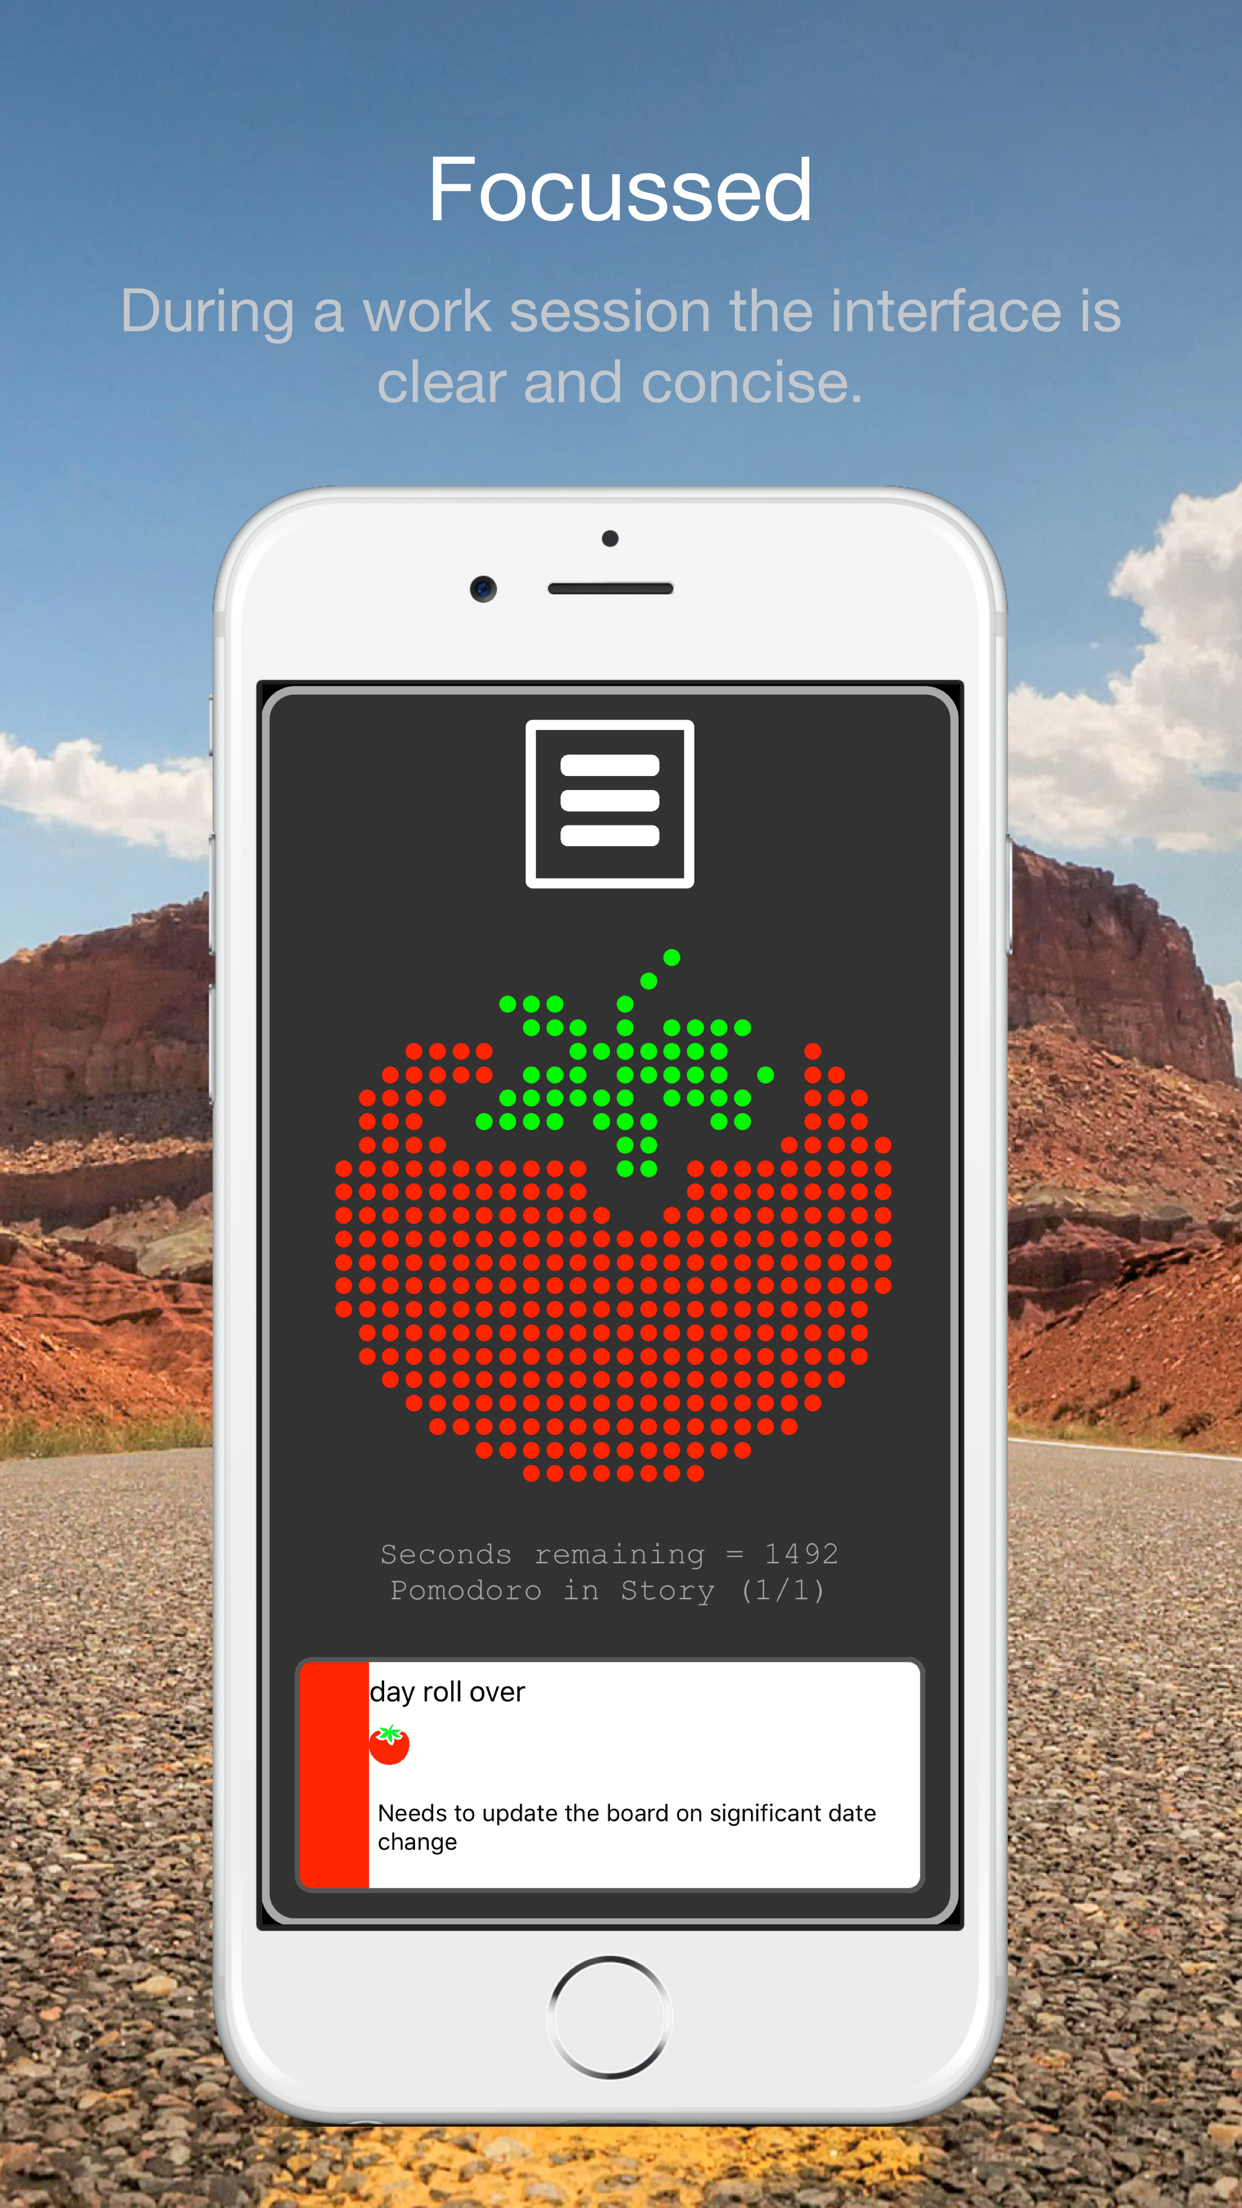 Focussed
During a work session the interface is
clear and concise.
Seconds remaining = 1492
Pomodoro in Story (1/1)
day roll over
Needs to update the board on significant date
change